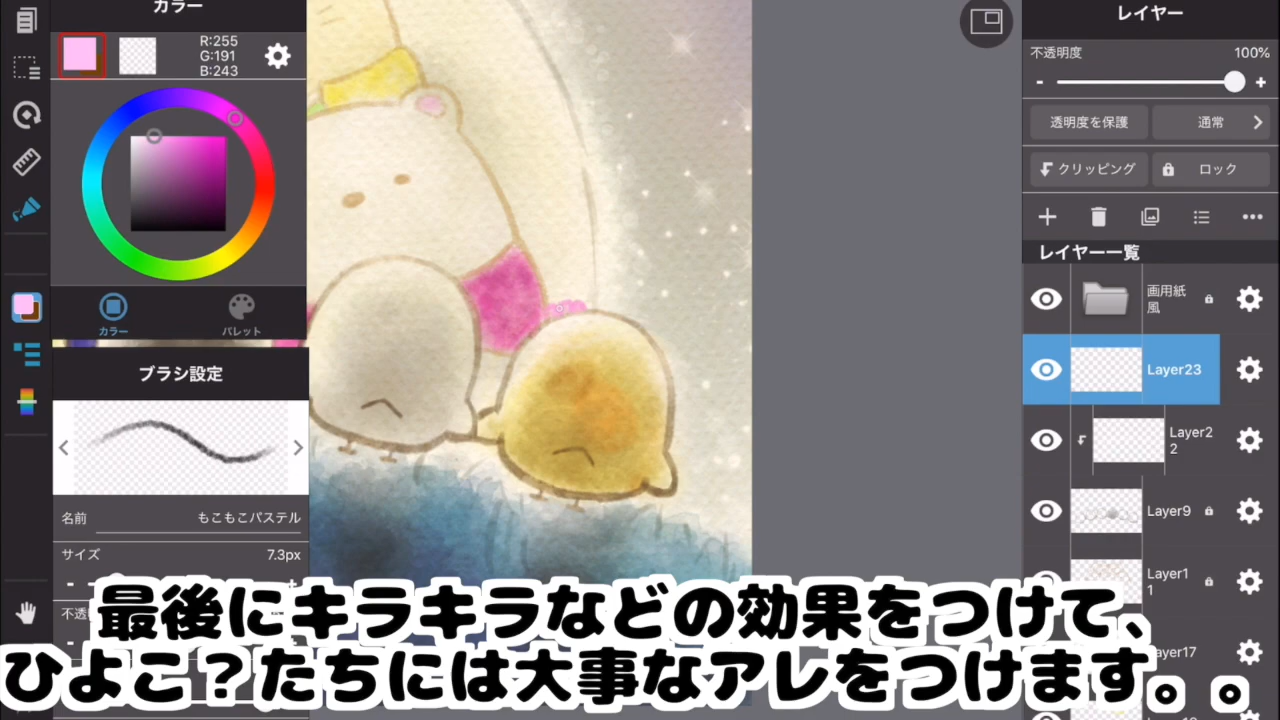 カラー
R:255
G:191
B:243
カラー
パレット
ブラシ設定
名前
もこもこパステル
サイズ
7.3px
レイヤー
不透明度
100%
透明度を保護
通常
クリッピング
ロック
レイヤー一覧
画用紙
風
Layer23
Layer2
2
Layer9
Layer1
1
最後にキラキラなどの効果をつけて、
ひよこ？たちには大事なアレをつけます。。